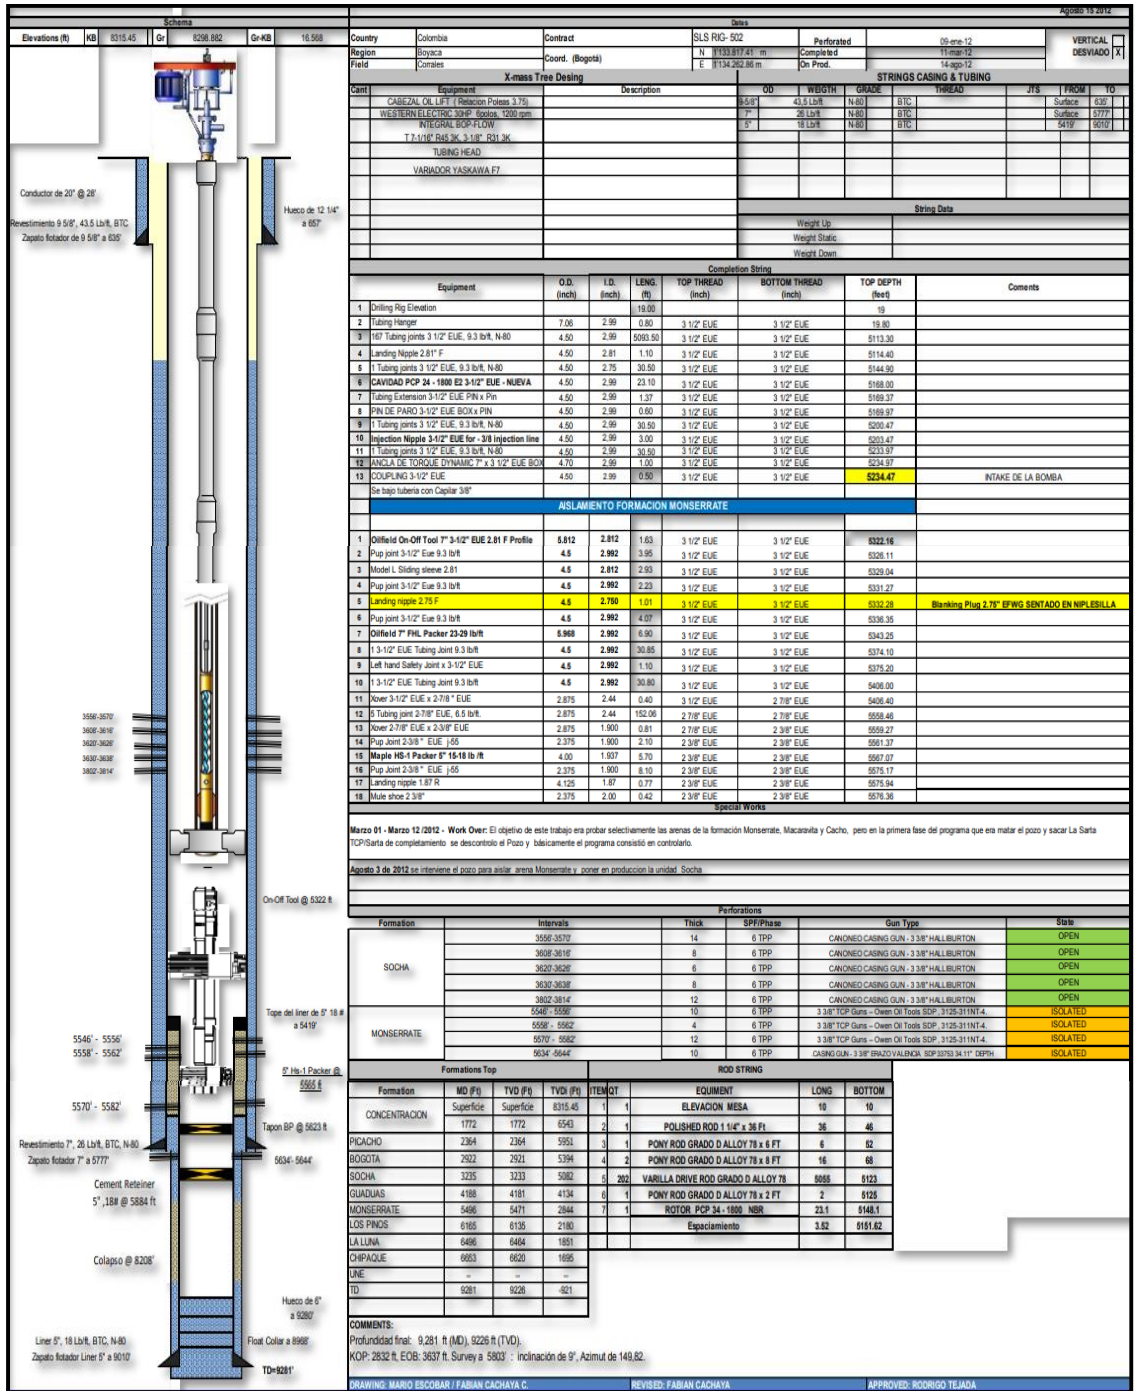 Agosto 15 2012
Schema
Dates
Elevations (ft) KB 8315.45 Gr 8298.882 Gr-KB 16.568
Country Colombia Contract SLS RIG- 502 Perforated 09-ene-12 VERTICAL
Region Boyaca Coord. (Bogotá) N 1'133.817.41 m Completed 11-mar-12 DESVIADO X
Field Corrales E 1'134.262.86 m On Prod. 14-ago-12
X-mass Tree Desing STRINGS CASING & TUBING
Cant Equipment Description OD WEIGTH GRADE THREAD JTS FROM TO
CABEZAL OIL LIFT ( Relacion Poleas 3.75) 9-5/8" 43,5 Lb/ft N-80 BTC Surface 635'
WESTERN ELECTRIC 30HP 6polos, 1200 rpm 7" 26 Lb/ft N-80 BTC Surface 5777'
INTEGRAL BOP-FLOW 5" 18 Lb/ft N-80 BTC 5419' 9010'
T 7-1/16" R45 3K, 3-1/8", R31 3K
TUBING HEAD
VARIADOR YASKAWA F7
String Data
Weight Up
Weight Static
Weight Down
Conductor de 20" @ 28'
Revestimiento 9 5/8", 43.5 Lb/ft, BTC
Zapato flotador de 9 5/8" a 635'
Hueco de 12 1/4"
a 657'
Completion String
Equipment O.D. (inch) I.D. (inch) LENG. (ft) TOP THREAD (inch) BOTTOM THREAD (inch) TOP DEPTH (feet) Coments
1 Drilling Rig Elevation 19.00 19
2 Tubing Hanger 7.06 2.99 0.80 3 1/2" EUE 3 1/2" EUE 19.80
3 167 Tubing joints 3 1/2" EUE, 9.3 lb/ft, N-80 4.50 2,99 5093.50 3 1/2" EUE 3 1/2" EUE 5113.30
4 Landing Nipple 2.81" F 4.50 2.81 1.10 3 1/2" EUE 3 1/2" EUE 5114.40
5 1 Tubing joints 3 1/2" EUE, 9.3 lb/ft, N-80 4.50 2.75 30.50 3 1/2" EUE 3 1/2" EUE 5144.90
6 CAVIDAD PCP 24 - 1800 E2 3-1/2" EUE - NUEVA 4.50 2,99 23.10 3 1/2" EUE 3 1/2" EUE 5168.00
7 Tubing Extension 3-1/2" EUE PIN x Pin 4.50 2,99 1.37 3 1/2" EUE 3 1/2" EUE 5169.37
8 PIN DE PARO 3-1/2" EUE BOX x PIN 4.50 2,99 0.60 3 1/2" EUE 3 1/2" EUE 5169.97
9 1 Tubing joints 3 1/2" EUE, 9.3 lb/ft, N-80 4.50 2,99 30.50 3 1/2" EUE 3 1/2" EUE 5200.47
10 Injection Nipple 3-1/2" EUE for - 3/8 injection line 4.50 2,99 3.00 3 1/2" EUE 3 1/2" EUE 5203.47
11 1 Tubing joints 3 1/2" EUE, 9.3 lb/ft, N-80 4.50 2,99 30.50 3 1/2" EUE 3 1/2" EUE 5233.97
12 ANCLA DE TORQUE DYNAMIC 7" x 3 1/2" EUE BOX 4.70 2,99 1.00 3 1/2" EUE 3 1/2" EUE 5234.97
13 COUPLING 3-1/2" EUE 4.50 2.99 0.50 3 1/2" EUE 3 1/2" EUE 5234.47 INTAKE DE LA BOMBA
Se bajo tuberia con Capilar 3/8"
AISLAMIENTO FORMACION MONSERRATE
1 Oilfield On-Off Tool 7" 3-1/2" EUE 2.81 F Profile 5.812 2.812 1.63 3 1/2" EUE 3 1/2" EUE 5322.16
2 Pup joint 3-1/2" Eue 9.3 lb/ft 4.5 2.992 3.95 3 1/2" EUE 3 1/2" EUE 5326.11
3 Model L Sliding sleeve 2.81 4.5 2.812 2.93 3 1/2" EUE 3 1/2" EUE 5329.04
4 Pup joint 3-1/2" Eue 9.3 lb/ft 4.5 2.992 2.23 3 1/2" EUE 3 1/2" EUE 5331.27
5 Landing nipple 2.75 F 4.5 2.750 1.01 3 1/2" EUE 3 1/2" EUE 5332.28 Blanking Plug 2.75" EFWG SENTADO EN NIPLESILLA
6 Pup joint 3-1/2" Eue 9.3 lb/ft 4.5 2.992 4.07 3 1/2" EUE 3 1/2" EUE 5336.35
7 Oilfield 7" FHL Packer 23-29 lb/ft 5.968 2.992 6.90 3 1/2" EUE 3 1/2" EUE 5343.25
8 1 3-1/2" EUE Tubing Joint 9.3 lb/ft 4.5 2.992 30.85 3 1/2" EUE 3 1/2" EUE 5374.10
9 Left hand Safety Joint x 3-1/2" EUE 4.5 2.992 1.10 3 1/2" EUE 3 1/2" EUE 5375.20
10 1 3-1/2" EUE Tubing Joint 9.3 lb/ft 4.5 2.992 30.80 3 1/2" EUE 3 1/2" EUE 5406.00
11 Xover 3-1/2" EUE x 2-7/8 " EUE 2.875 2.44 0.40 3 1/2" EUE 2 7/8" EUE 5406.40
12 5 Tubing joint 2-7/8" EUE, 6.5 lb/ft. 2.875 2.44 152.06 2 7/8" EUE 2 7/8" EUE 5558.46
13 Xover 2-7/8" EUE x 2-3/8" EUE 2.875 1.900 0.81 2 7/8" EUE 2 3/8" EUE 5559.27
14 Pup Joint 2-3/8 " EUE j-55 2.375 1.900 2.10 2 3/8" EUE 2 3/8" EUE 5561.37
15 Maple HS-1 Packer 5" 15-18 lb /ft 4.00 1.937 5.70 2 3/8" EUE 2 3/8" EUE 5567.07
16 Pup Joint 2-3/8 " EUE j-55 2.375 1.900 8.10 2 3/8" EUE 2 3/8" EUE 5575.17
17 Landing nipple 1.87 R 4.125 1.87 0.77 2 3/8" EUE 2 3/8" EUE 5575.94
18 Mule shoe 2 3/8" 2.375 2.00 0.42 2 3/8" EUE 2 3/8" EUE 5576.36
3556'-3570'
3608'-3616'
3620'-3626'
3630'-3638'
3802'-3814'
Special Works
Marzo 01 - Marzo 12 /2012 - Work Over: El objetivo de este trabajo era probar selectivamente las arenas de la formación Monserrate, Macaravita y Cacho, pero en la primera fase del programa que era matar el pozo y sacar La Sarta
TCP/Sarta de completamiento se descontrolo el Pozo y básicamente el programa consistió en controlarlo.
Agosto 3 de 2012 se interviene el pozo para aislar arena Monserrate y poner en produccion la unidad Socha
On-Off Tool @ 5322 ft
Perforations
Formation Intervals Thick SPF/Phase Gun Type State
SOCHA
3556'-3570' 14 6 TPP CANONEO CASING GUN - 3 3/8" HALLIBURTON OPEN
3608'-3616' 8 6 TPP CANONEO CASING GUN - 3 3/8" HALLIBURTON OPEN
3620'-3626' 6 6 TPP CANONEO CASING GUN - 3 3/8" HALLIBURTON OPEN
3630'-3638' 8 6 TPP CANONEO CASING GUN - 3 3/8" HALLIBURTON OPEN
3802'-3814' 12 6 TPP CANONEO CASING GUN - 3 3/8" HALLIBURTON OPEN
MONSERRATE
5546' - 5556' 10 6 TPP 3 3/8" TCP Guns – Owen Oil Tools SDP , 3125-311NT-4. ISOLATED
5558' - 5562' 4 6 TPP 3 3/8" TCP Guns – Owen Oil Tools SDP , 3125-311NT-4. ISOLATED
5570' - 5582' 12 6 TPP 3 3/8" TCP Guns – Owen Oil Tools SDP , 3125-311NT-4. ISOLATED
5634' -5644' 10 6 TPP CASING GUN - 3 3/8" ERAZO VALENCIA SDP 33753 34.11" DEPTH ISOLATED
Tope del liner de 5" 18 #
a 5419'
5546' - 5556'
5558' - 5562'
5" Hs-1 Packer @
5565 ft
5570' - 5582'
Tapon BP @ 5623 ft
Revestimiento 7", 26 Lb/ft, BTC, N-80
Zapato flotador 7" a 5777'
5634'- 5644'
Cement Reteiner
5" ,18# @ 5884 ft
Colapso @ 8208'
Hueco de 6"
a 9280'
Liner 5", 18 Lb/ft, BTC, N-80
Zapato flotador Liner 5" a 9010'
Float Collar a 8968'
TD=9281'
Formations Top
Formation MD (Ft) TVD (Ft) TVDi (Ft)
CONCENTRACION Superficie Superficie 8315.45
1772 1772 6543
PICACHO 2364 2364 5951
BOGOTA 2922 2921 5394
SOCHA 3235 3233 5082
GUADUAS 4188 4181 4134
MONSERRATE 5496 5471 2844
LOS PINOS 6165 6135 2180
LA LUNA 6496 6464 1851
CHIPAQUE 6653 6620 1695
UNE – – –
TD 9281 9226 -921
ROD STRING
ITEM QT EQUIMENT LONG BOTTOM
1 1 ELEVACION MESA 10 10
2 1 POLISHED ROD 1 1/4" x 36 Ft 36 46
3 1 PONY ROD GRADO D ALLOY 78 x 6 FT 6 52
4 2 PONY ROD GRADO D ALLOY 78 x 8 FT 16 68
5 202 VARILLA DRIVE ROD GRADO D ALLOY 78 5055 5123
6 1 PONY ROD GRADO D ALLOY 78 x 2 FT 2 5125
7 1 ROTOR PCP 34 - 1800 NBR 23.1 5148.1
Espaciamiento 3.52 5151.62
COMMENTS:
Profundidad final: 9,281 ft (MD), 9226 ft (TVD).
KOP: 2832 ft, EOB: 3637 ft. Survey a 5803' : inclinación de 9°, Azimut de 149,82.
DRAWING: MARIO ESCOBAR / FABIAN CACHAYA C. REVISED: FABIAN CACHAYA APPROVED: RODRIGO TEJADA